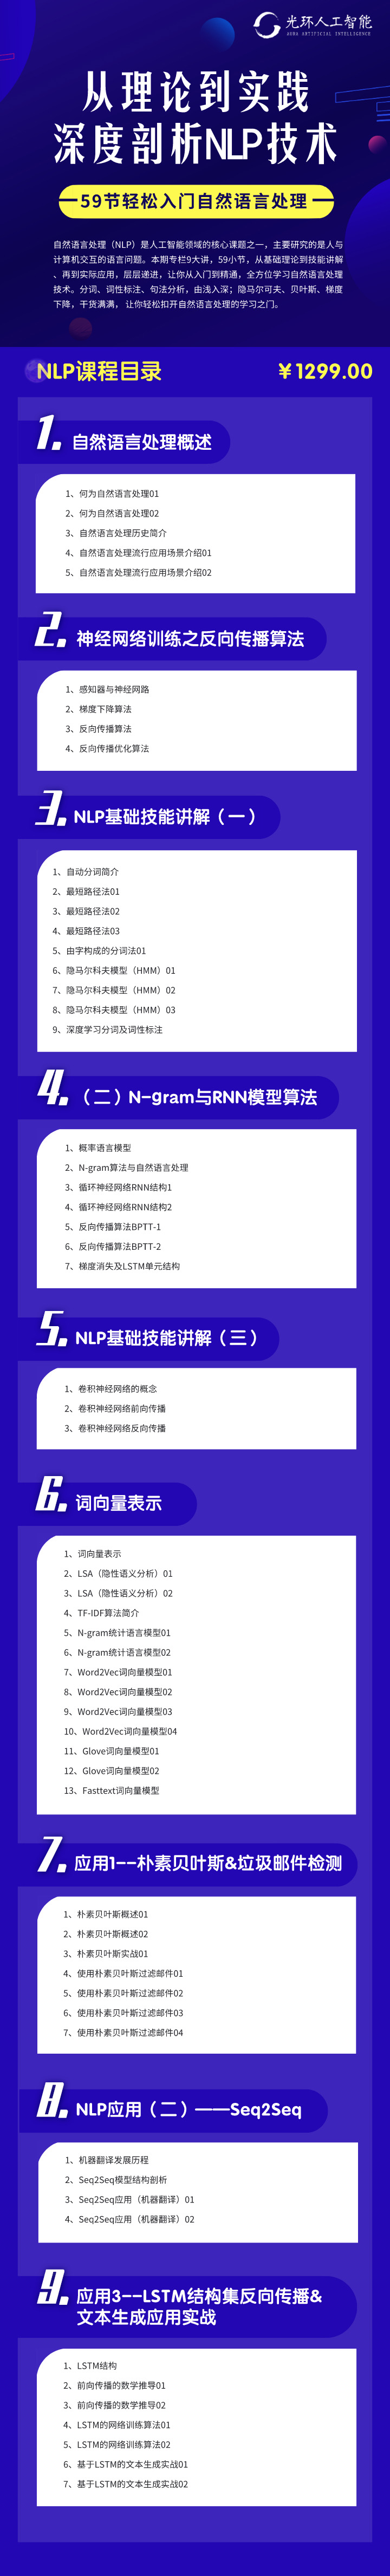 光环人工智能
AURA ARTIFICIAL INTELLIGENCE
从理论到实践
深度剖析NLP技术
59节轻松入门自然语言处理
自然语言处理（NLP）是人工智能领域的核心课题之一，主要研究的是人与
计算机交互的语言问题。本期专栏9大讲，59小节，从基础理论到技能讲解
、再到实际应用，层层递进，让你从入门到精通，全方位学习自然语言处理
技术。分词、词性标注、句法分析，由浅入深；隐马尔可夫、贝叶斯、梯度
下降，干货满满， 让你轻松扣开自然语言处理的学习之门。
NLP课程目录
￥1299.00
1. 自然语言处理概述
1、何为自然语言处理01
2、何为自然语言处理02
3、自然语言处理历史简介
4、自然语言处理流行应用场景介绍01
5、自然语言处理流行应用场景介绍02
2. 神经网络训练之反向传播算法
1、感知器与神经网路
2、梯度下降算法
3、反向传播算法
4、反向传播优化算法
3. NLP基础技能讲解（一）
1、自动分词简介
2、最短路径法01
3、最短路径法02
4、最短路径法03
5、由字构成的分词法01
6、隐马尔科夫模型（HMM）01
7、隐马尔科夫模型（HMM）02
8、隐马尔科夫模型（HMM）03
9、深度学习分词及词性标注
4. （二）N-gram与RNN模型算法
1、概率语言模型
2、N-gram算法与自然语言处理
3、循环神经网络RNN结构1
4、循环神经网络RNN结构2
5、反向传播算法BPTT-1
6、反向传播算法BPTT-2
7、梯度消失及LSTM单元结构
5. NLP基础技能讲解（三）
1、卷积神经网络的概念
2、卷积神经网络前向传播
3、卷积神经网络反向传播
6. 词向量表示
1、词向量表示
2、LSA（隐性语义分析）01
3、LSA（隐性语义分析）02
4、TF-IDF算法简介
5、N-gram统计语言模型01
6、N-gram统计语言模型02
7、Word2Vec词向量模型01
8、Word2Vec词向量模型02
9、Word2Vec词向量模型03
10、Word2Vec词向量模型04
11、Glove词向量模型01
12、Glove词向量模型02
13、Fasttext词向量模型
7. 应用1--朴素贝叶斯&垃圾邮件检测
1、朴素贝叶斯概述01
2、朴素贝叶斯概述02
3、朴素贝叶斯实战01
4、使用朴素贝叶斯过滤邮件01
5、使用朴素贝叶斯过滤邮件02
6、使用朴素贝叶斯过滤邮件03
7、使用朴素贝叶斯过滤邮件04
8. NLP应用（二）——Seq2Seq
1、机器翻译发展历程
2、Seq2Seq模型结构剖析
3、Seq2Seq应用（机器翻译）01
4、Seq2Seq应用（机器翻译）02
9. 应用3--LSTM结构集反向传播&
文本生成应用实战
1、LSTM结构
2、前向传播的数学推导01
3、前向传播的数学推导02
4、LSTM的网络训练算法01
5、LSTM的网络训练算法02
6、基于LSTM的文本生成实战01
7、基于LSTM的文本生成实战02